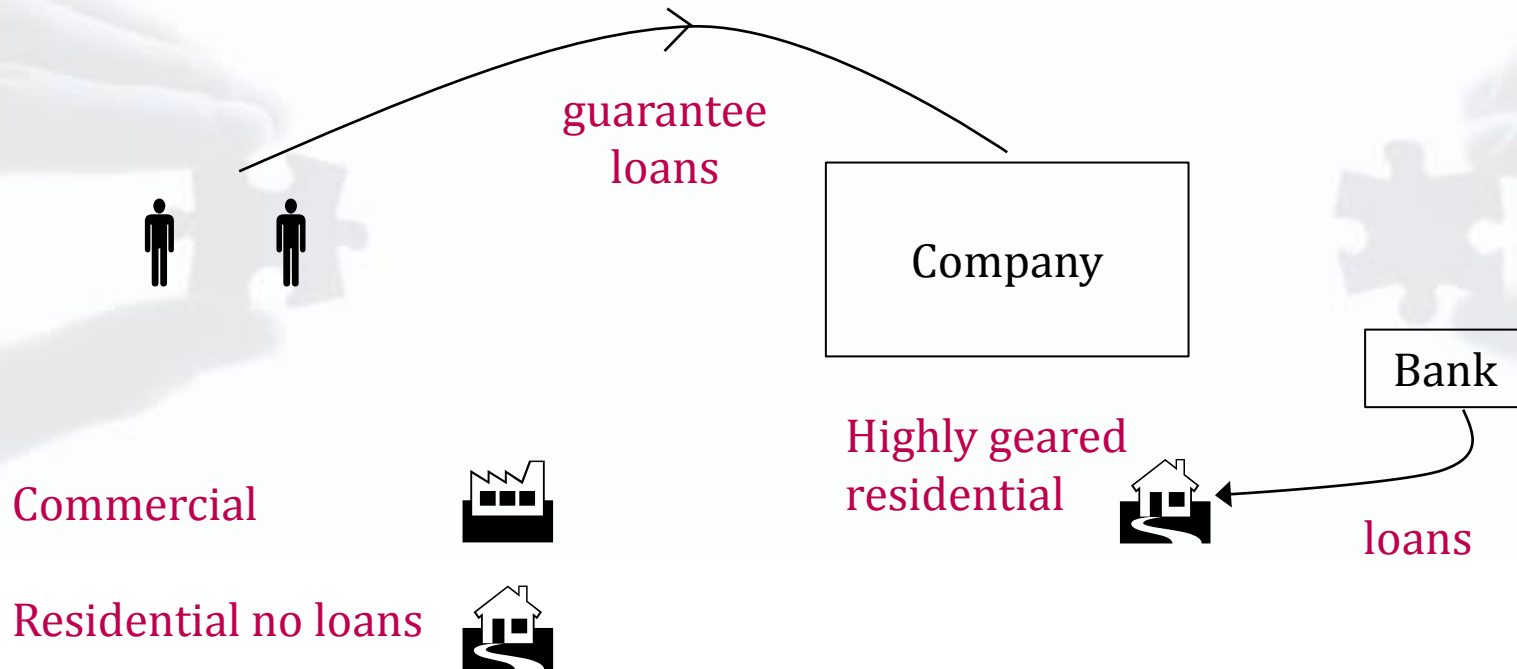 guarantee
loans
Company
Bank
Highly geared
residential
Commercial
loans
Residential no loans